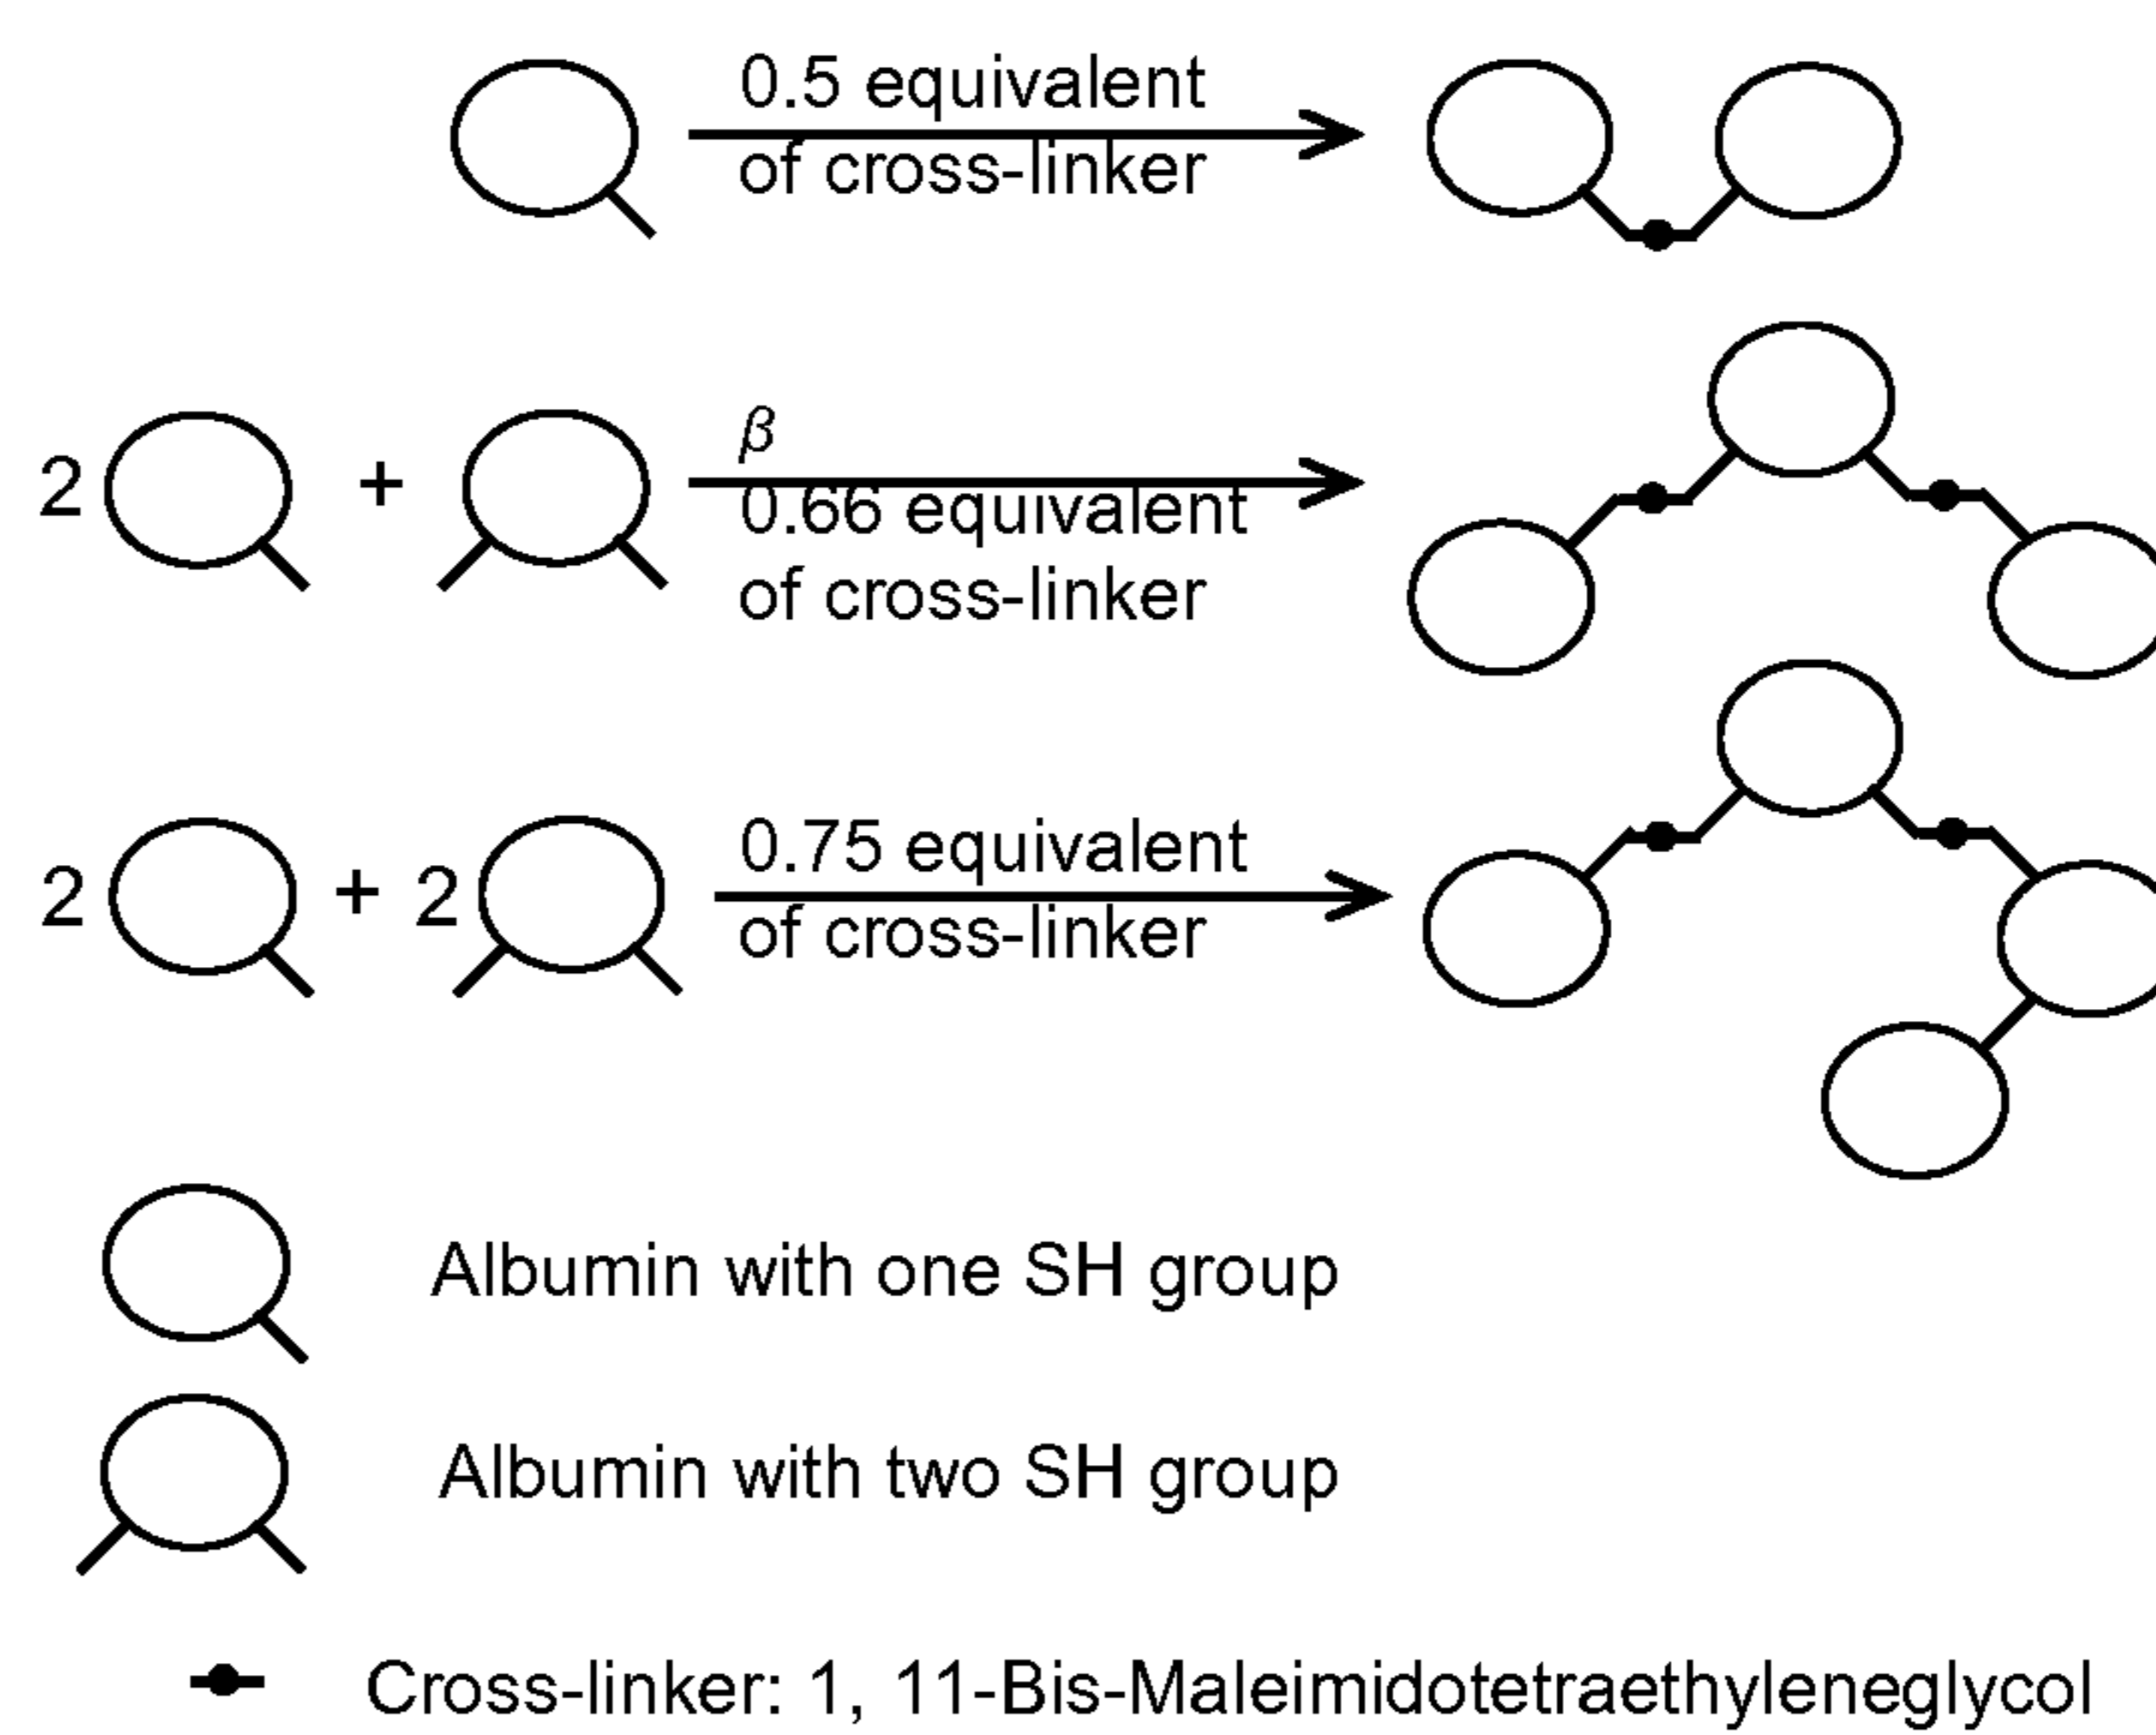 0.5 equivalent
of cross-linker
β
2 + 0.66 equivalent
of cross-linker
0.75 equivalent
2 + 2 of cross-linker
Albumin with one SH group
Albumin with two SH group
Cross-linker: 1, 11-Bis-Maleimidotetraethyleneglycol